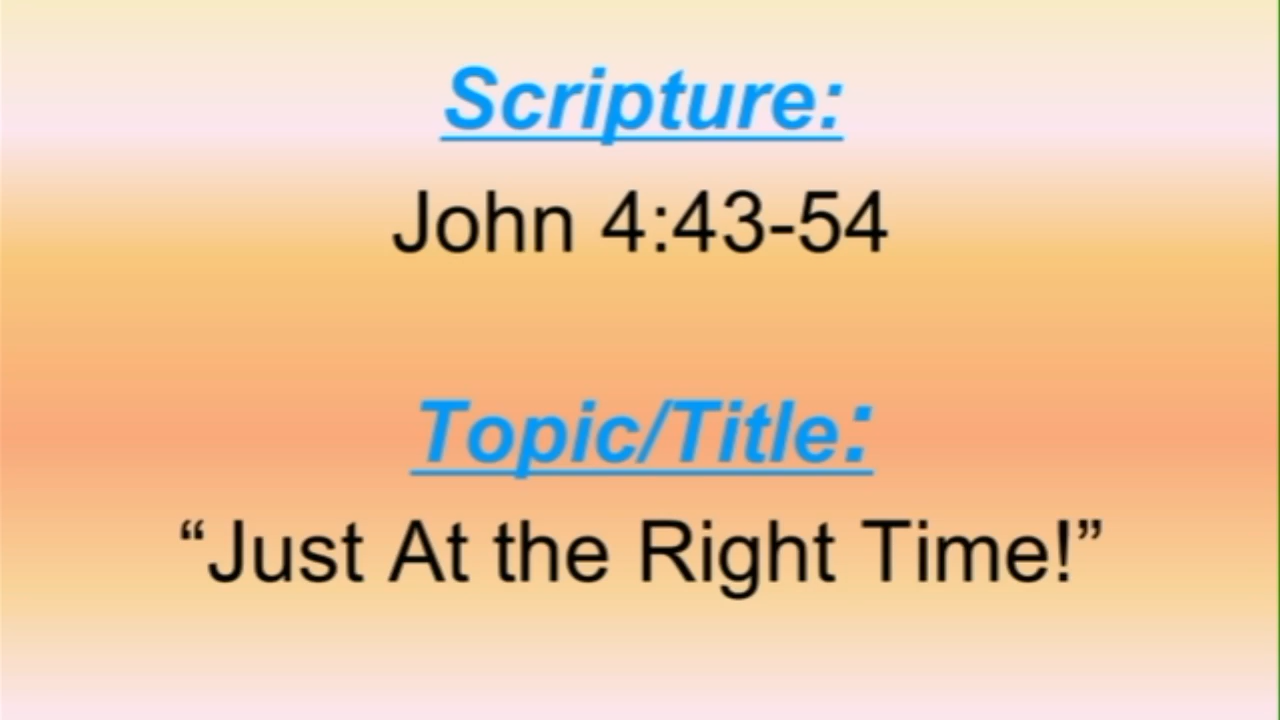 Scripture:
John 4:43-54
Topic/Title:
“Just At the Right Time!”